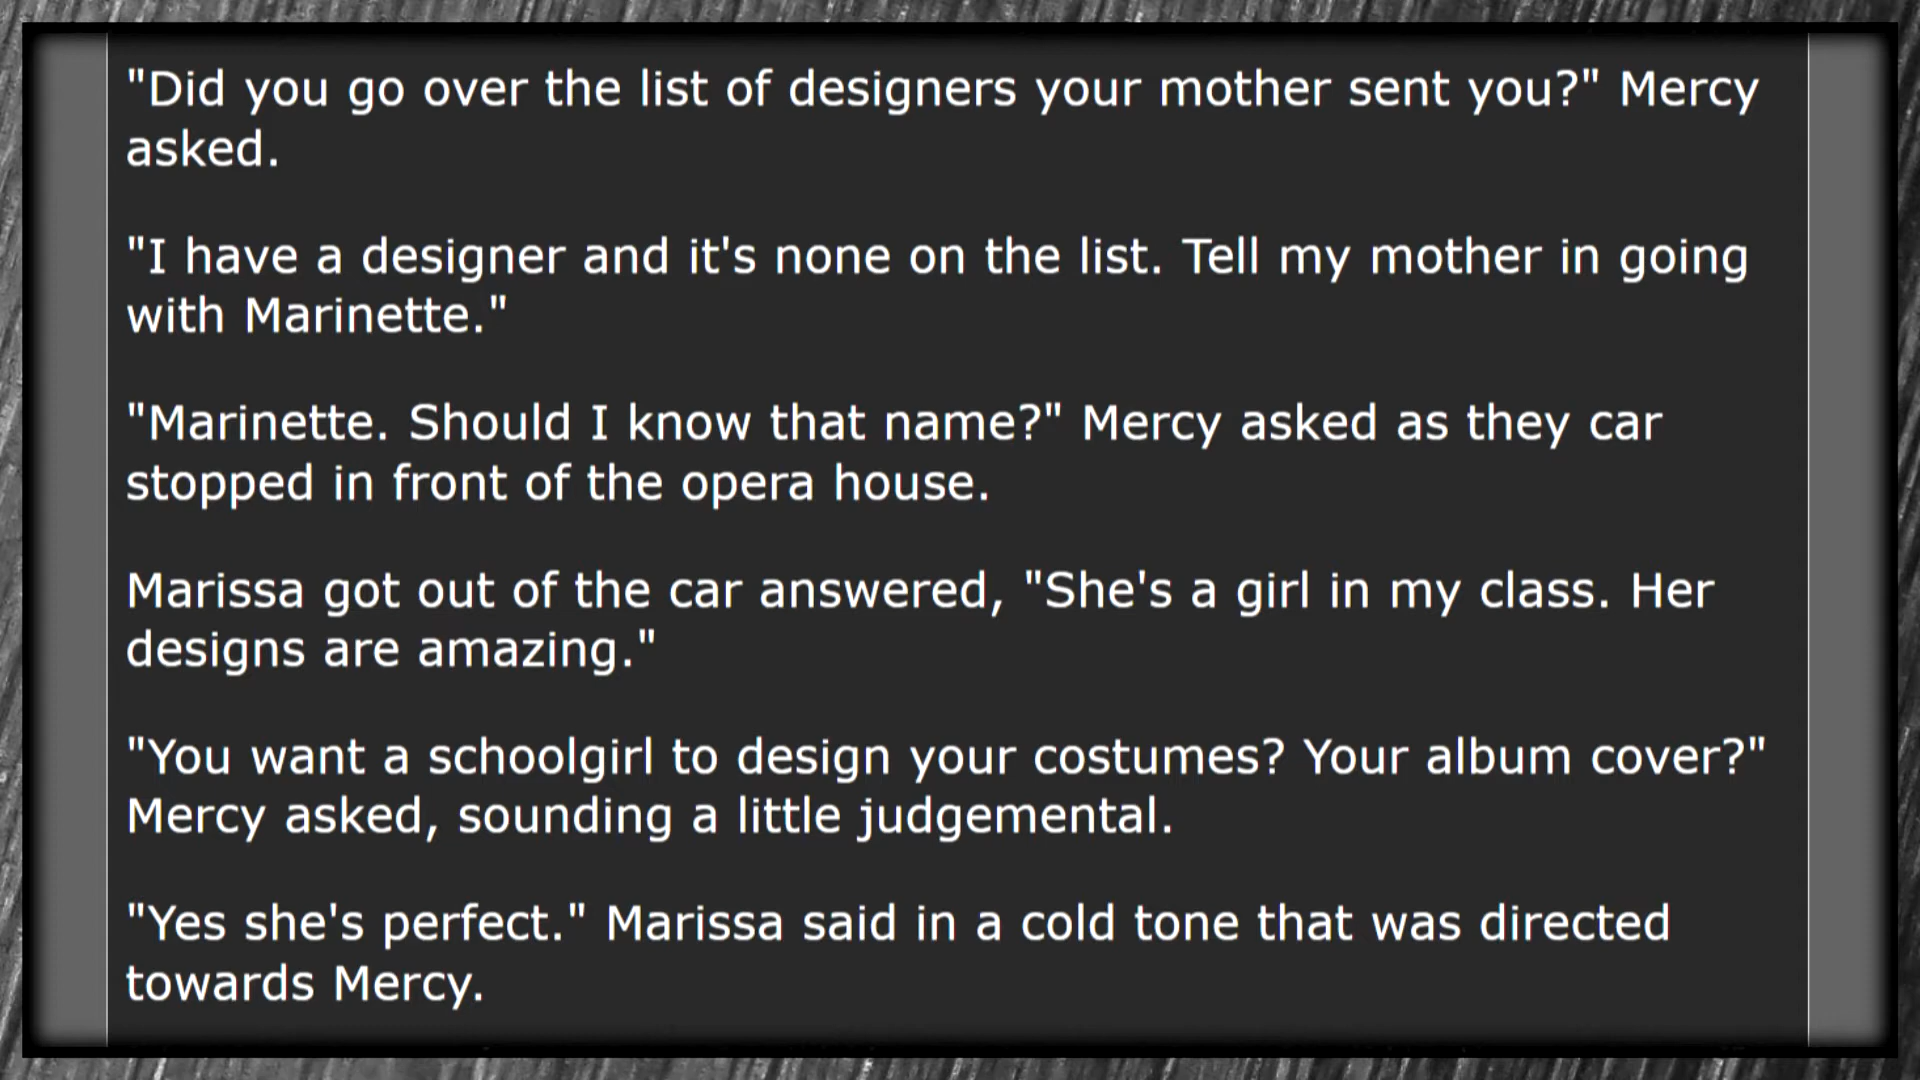 "Did you go over the list of designers your mother sent you?" Mercy
asked.
"I have a designer and it's none on the list. Tell my mother in going
with Marinette."
"Marinette. Should I know that name?" Mercy asked as they car
stopped in front of the opera house.
Marissa got out of the car answered, "She's a girl in my class. Her
designs are amazing."
"You want a schoolgirl to design your costumes? Your album cover?"
Mercy asked, sounding a little judgemental.
"Yes she's perfect." Marissa said in a cold tone that was directed
towards Mercy.